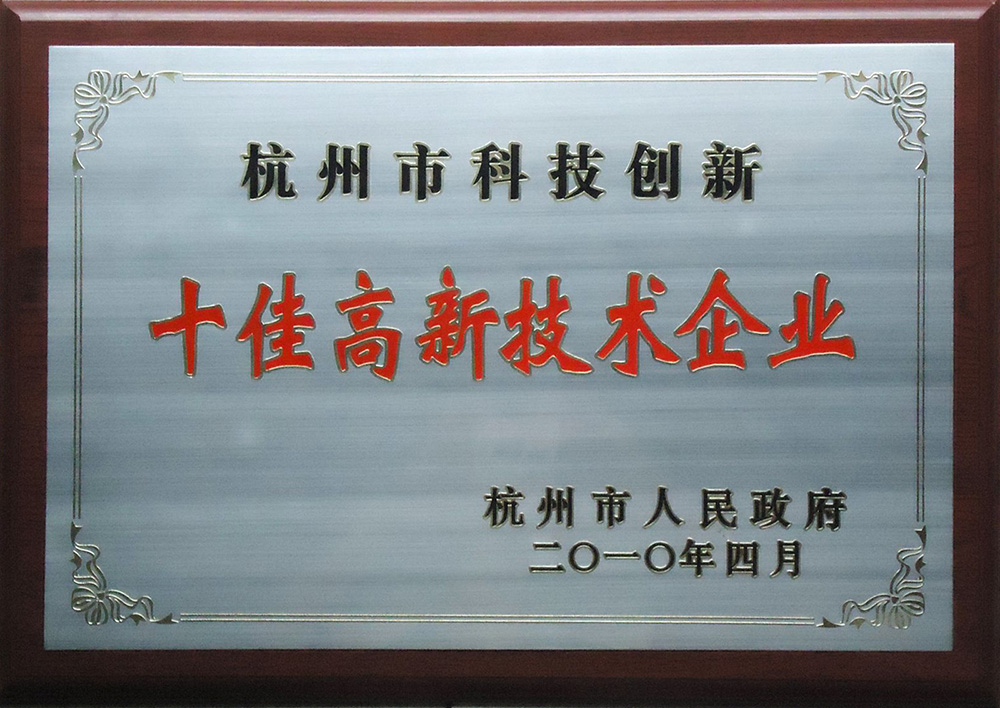 杭州市科技创新
十佳高新技术企业
杭州市人民政府
二〇一〇年四月